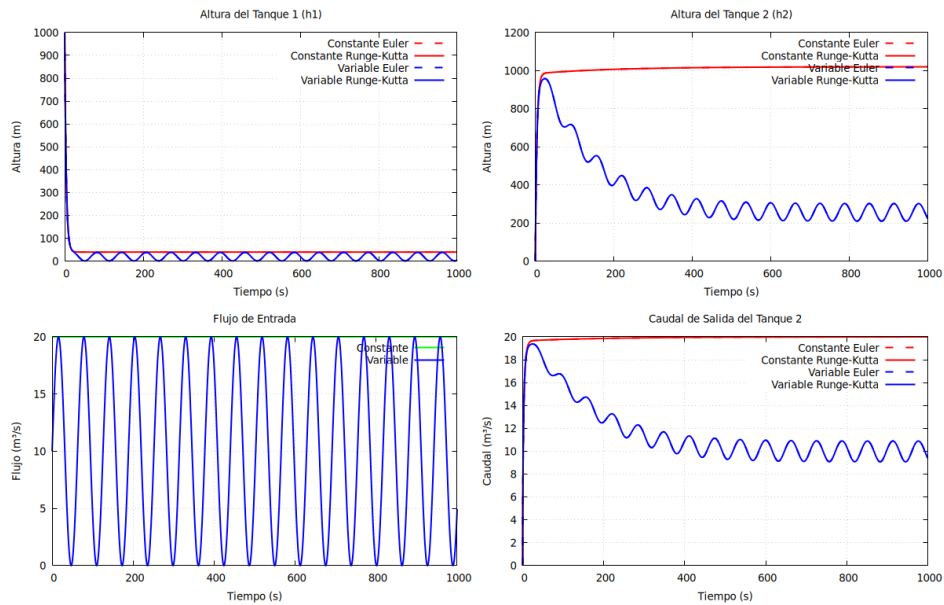 Altura del Tanque 1 (h1)
Altura (m)
1000
900
800
700
600
500
400
300
200
100
0
Constante Euler
Constante Runge-Kutta
Variable Euler
Variable Runge-Kutta
0 200 400 600 800 1000
Tiempo (s)
Altura del Tanque 2 (h2)
Altura (m)
1200
1000
800
600
400
200
0
Constante Euler
Constante Runge-Kutta
Variable Euler
Variable Runge-Kutta
0 200 400 600 800 1000
Tiempo (s)
Flujo de Entrada
Flujo (m³/s)
20
15
10
5
0
Constante
Variable
0 200 400 600 800 1000
Tiempo (s)
Caudal de Salida del Tanque 2
Caudal (m³/s)
20
18
16
14
12
10
8
6
4
2
0
Constante Euler
Constante Runge-Kutta
Variable Euler
Variable Runge-Kutta
0 200 400 600 800 1000
Tiempo (s)